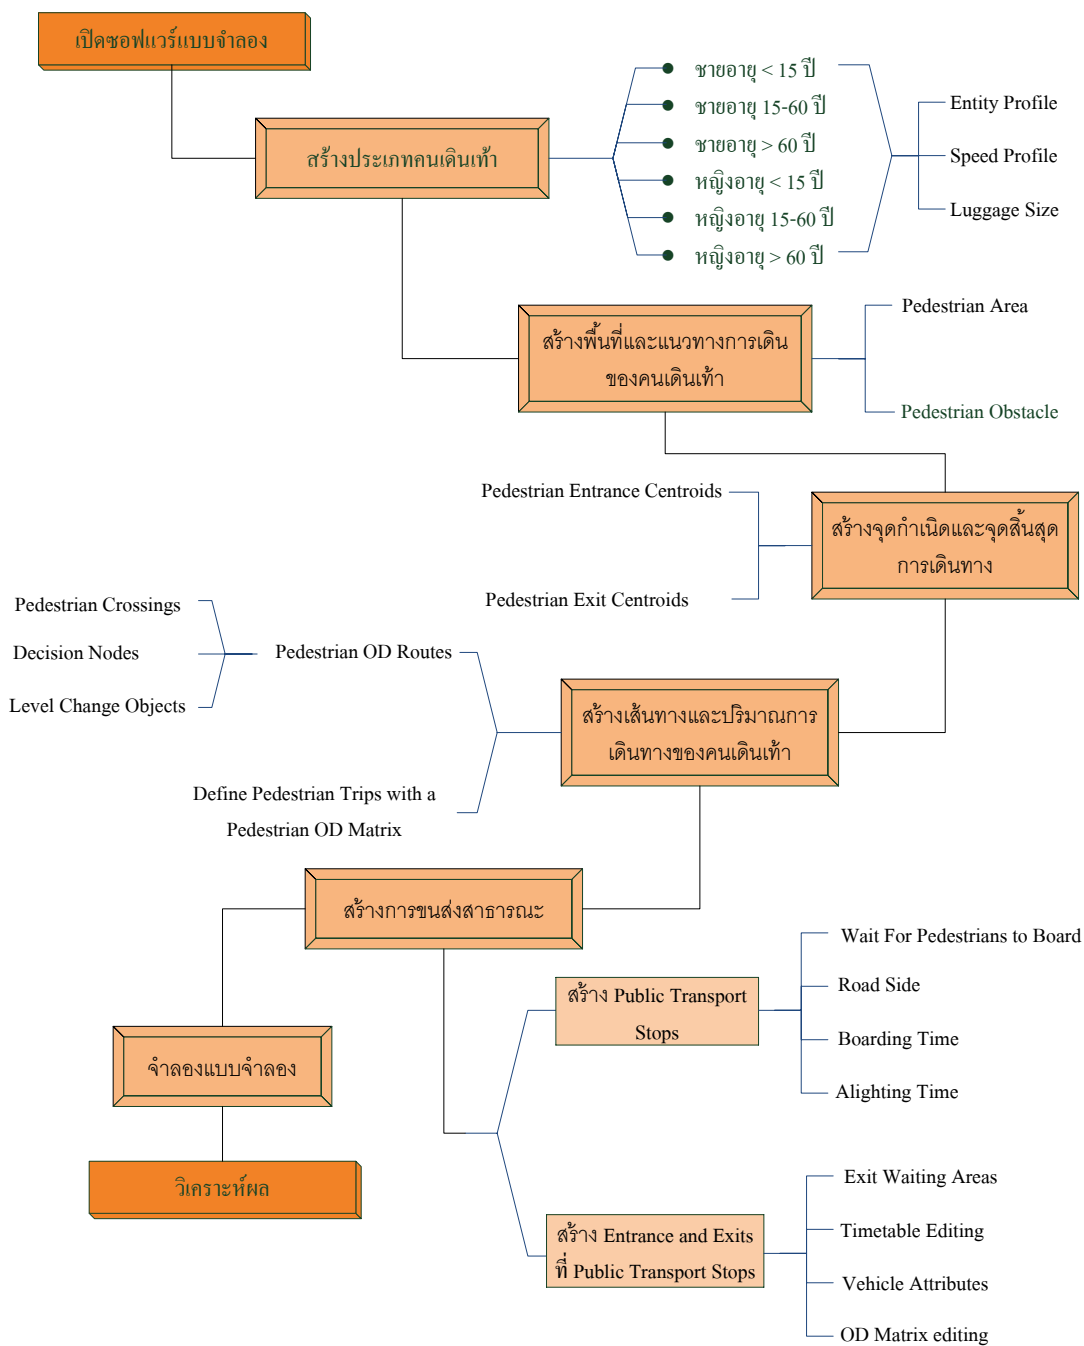 เปิดซอฟแวร์แบบจำลอง
สร้างประเภทคนเดินเท้า
ชายอายุ < 15 ปี
ชายอายุ 15-60 ปี
ชายอายุ > 60 ปี
หญิงอายุ < 15 ปี
หญิงอายุ 15-60 ปี
หญิงอายุ > 60 ปี
Entity Profile
Speed Profile
Luggage Size
สร้างพื้นที่และแนวทางการเดิน
ของคนเดินเท้า
Pedestrian Area
Pedestrian Obstacle
Pedestrian Entrance Centroids
Pedestrian Exit Centroids
สร้างจุดกำเนิดและจุดสิ้นสุด
การเดินทาง
Pedestrian Crossings
Decision Nodes
Level Change Objects
Pedestrian OD Routes
Define Pedestrian Trips with a
Pedestrian OD Matrix
สร้างเส้นทางและปริมาณการ
เดินทางของคนเดินเท้า
สร้างการขนส่งสาธารณะ
สร้าง Public Transport
Stops
Wait For Pedestrians to Board
Road Side
Boarding Time
Alighting Time
จำลองแบบจำลอง
วิเคราะห์ผล
สร้าง Entrance and Exits
ที่ Public Transport Stops
Exit Waiting Areas
Timetable Editing
Vehicle Attributes
OD Matrix editing